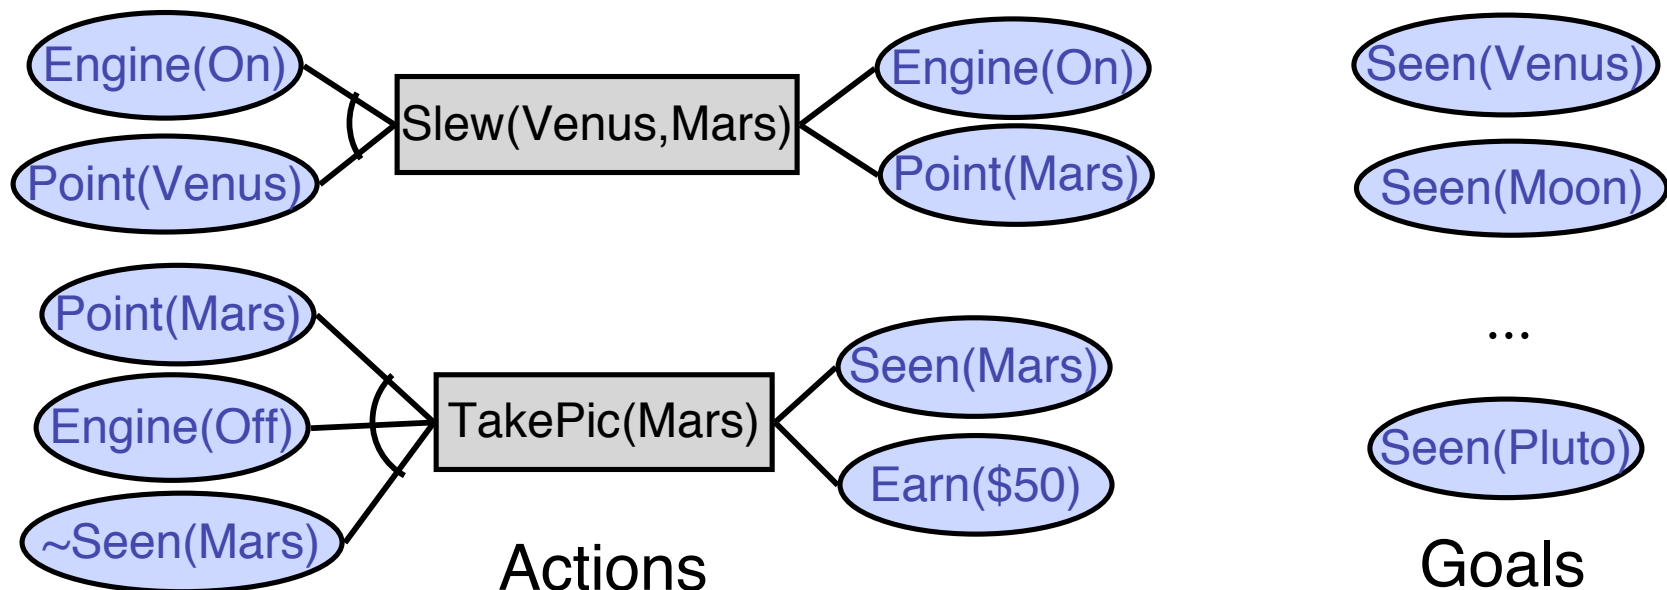 Engine(On)
Point(Venus)
Slew(Venus,Mars)
Engine(On)
Point(Mars)
Point(Mars)
Engine(Off)
~Seen(Mars)
TakePic(Mars)
Seen(Mars)
Earn($50)
Actions
Seen(Venus)
Seen(Moon)
...
Seen(Pluto)
Goals